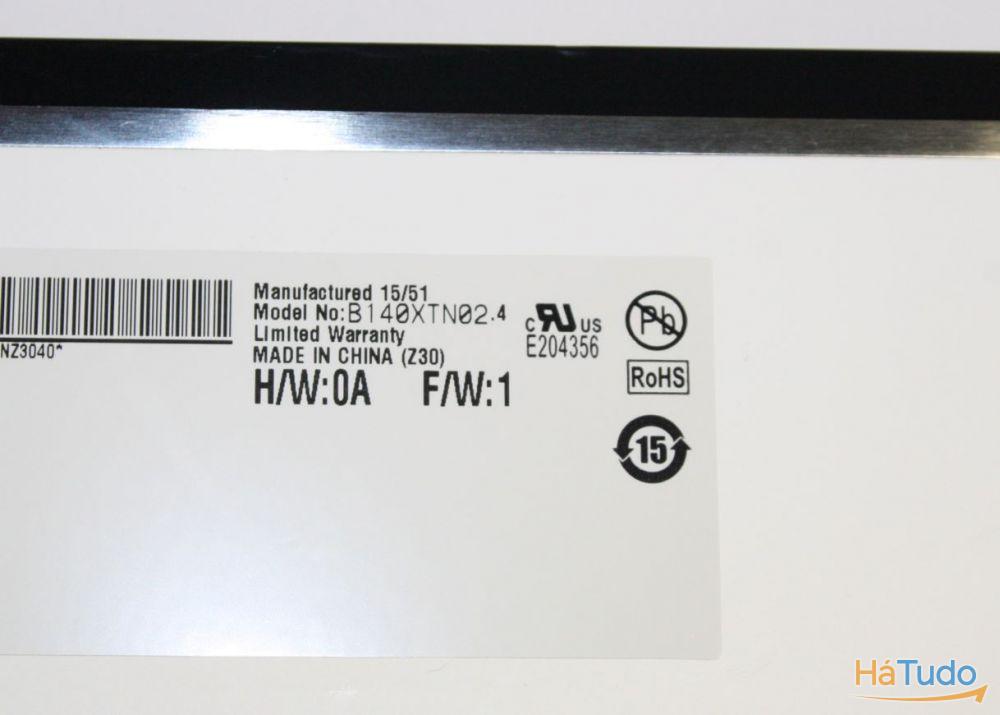 NZ3040*
Manufactured 15/51
Model No:B140XTN02.4
Limited Warranty
MADE IN CHINA (Z30)
H/W:0A F/W:1
c RU US
E204356
Pb
RoHS
15
HáTudo